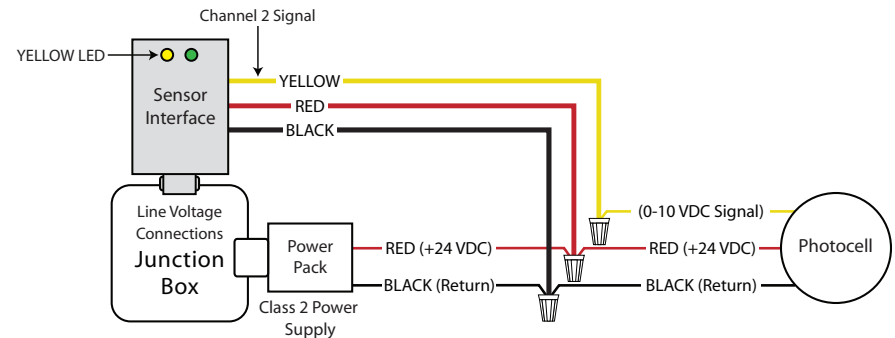 Channel 2 Signal
YELLOW LED
YELLOW
RED
BLACK
Sensor
Interface
Line Voltage
Connections
Junction
Box
Power
Pack
Class 2 Power
Supply
RED (+24 VDC)
BLACK (Return)
(0-10 VDC Signal)
RED (+24 VDC)
BLACK (Return)
Photocell